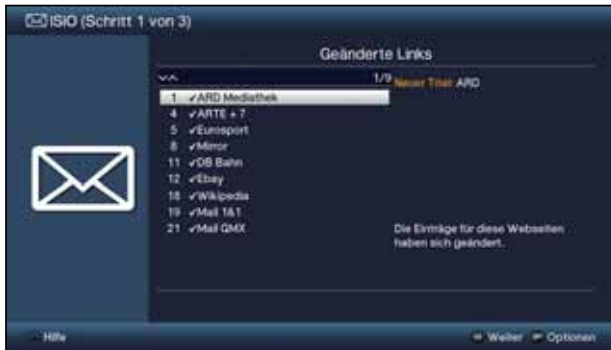 ISIO (Schritt 1 von 3)
Geänderte Links
1/9
Neuer Titel ARD
1 ✓ARD Mediathek
4 ✓ARTE + 7
5 ✓Eurosport
8 ✓Mirror
11 ✓DB Bahn
12 ✓Ebay
18 ✓Wikipedia
19 ✓Mail 1&1
21 ✓Mail GMX
Die Einträge für diese Webseiten
haben sich geändert.
Hilfe
Weiter
Optionen